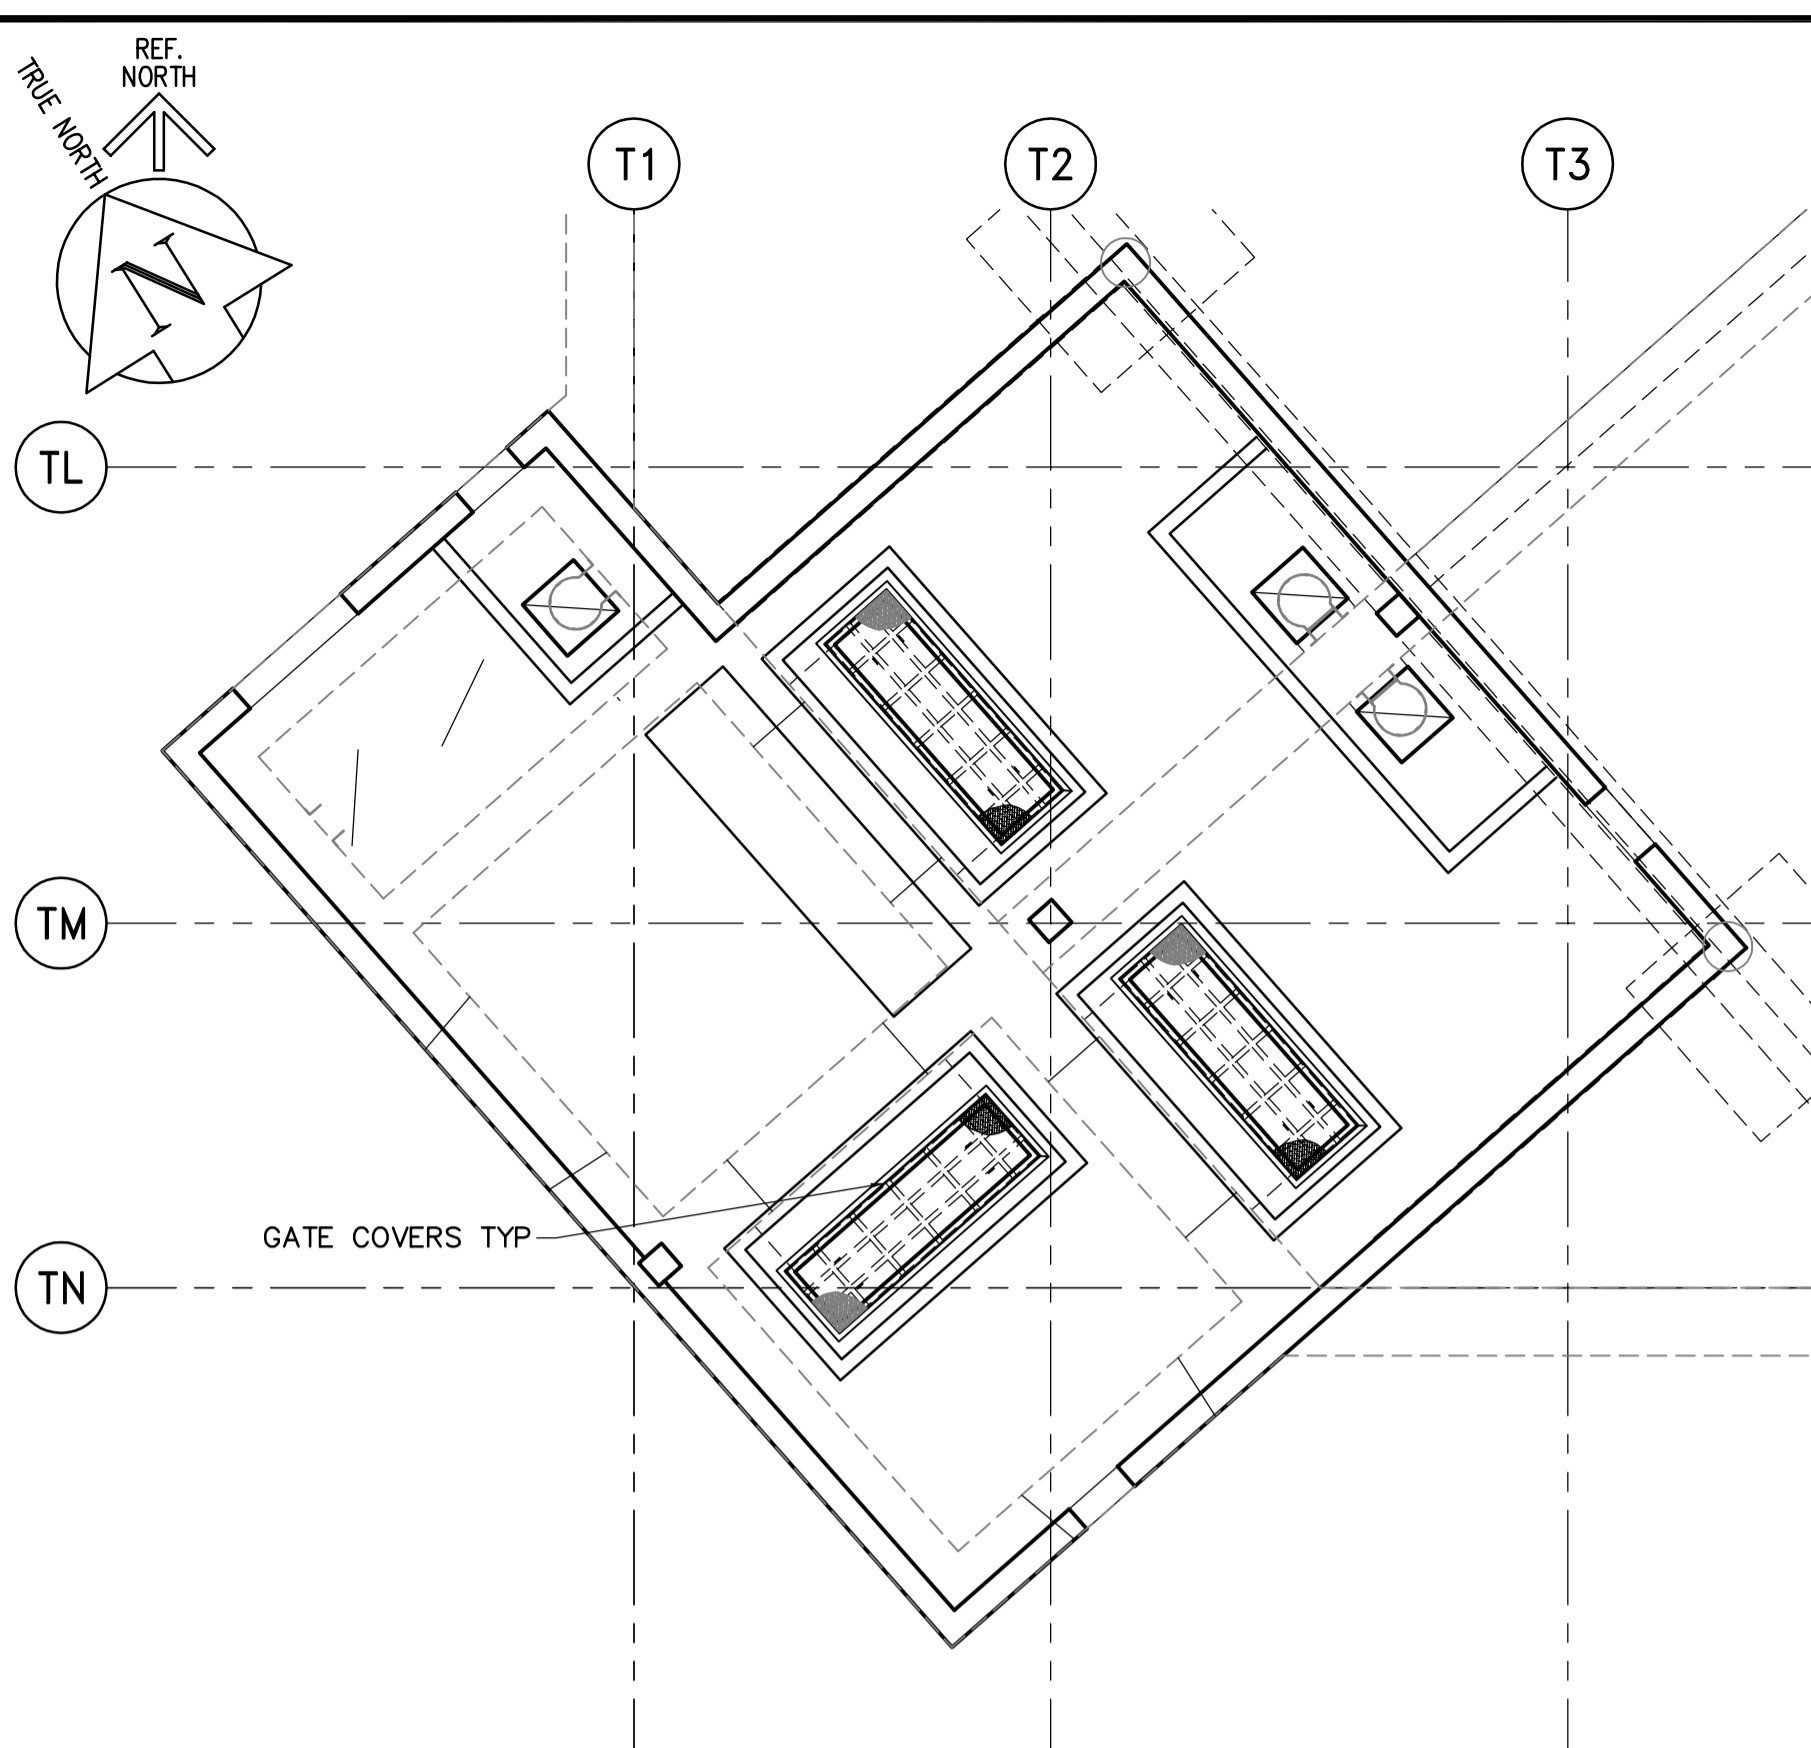 REF.
NORTH
TRUE NORTH
N
T1
T2
T3
TL
TM
GATE COVERS TYP
TN